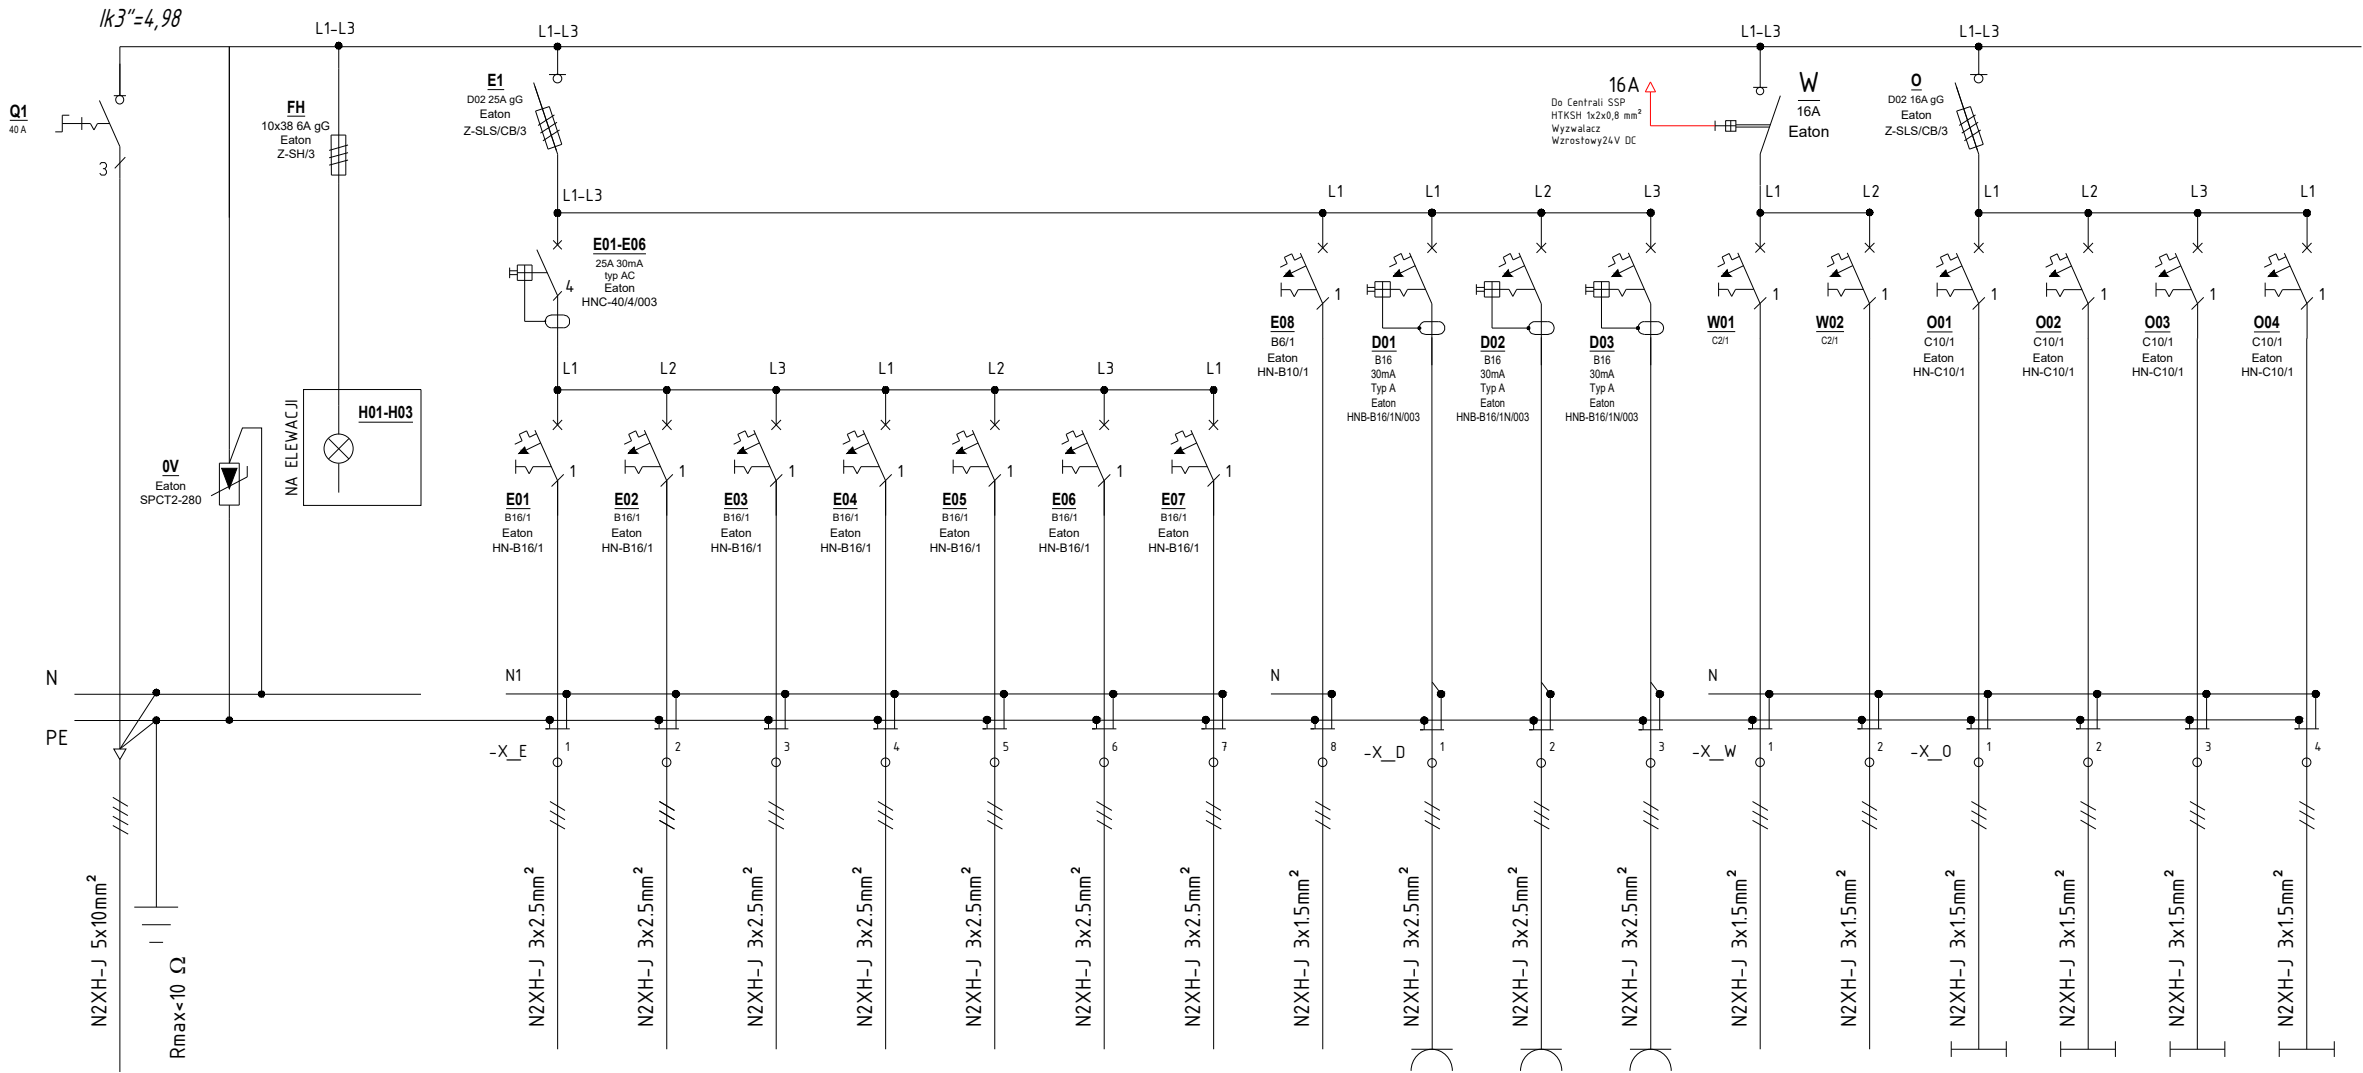 Ik3"=4,98
L1-L3
L1-L3
L1-L3
L1-L3
Q1
40 A
3
FH
10x38 6A gG
Eaton
Z-SH/3
E1
D02 25A gG
Eaton
Z-SLS/CB/3
16A
Do Centrali SSP
HTKSH 1x2x0,8 mm²
Wyzwalacz
Wzrostowy24V DC
W
16A
Eaton
O
D02 16A gG
Eaton
Z-SLS/CB/3
L1-L3
L1
L1
L2
L3
L1
L2
L1
L2
L3
L1
E01-E06
25A 30mA
typ AC
Eaton
HNC-40/4/003
4
1
E08
B6/1
Eaton
HN-B10/1
D01
B16
30mA
Typ A
Eaton
HNB-B16/1N/003
D02
B16
30mA
Typ A
Eaton
HNB-B16/1N/003
D03
B16
30mA
Typ A
Eaton
HNB-B16/1N/003
1
W01
C2/1
1
W02
C2/1
1
O01
C10/1
Eaton
HN-C10/1
1
O02
C10/1
Eaton
HN-C10/1
1
O03
C10/1
Eaton
HN-C10/1
1
O04
C10/1
Eaton
HN-C10/1
L1
L2
L3
L1
L2
L3
L1
NA ELEWACJI
H01-H03
0V
Eaton
SPCT2-280
1
E01
B16/1
Eaton
HN-B16/1
1
E02
B16/1
Eaton
HN-B16/1
1
E03
B16/1
Eaton
HN-B16/1
1
E04
B16/1
Eaton
HN-B16/1
1
E05
B16/1
Eaton
HN-B16/1
1
E06
B16/1
Eaton
HN-B16/1
1
E07
B16/1
Eaton
HN-B16/1
N
N1
N
N
PE
-X_E
1
2
3
4
5
6
7
8
-X_D
1
2
3
-X_W
1
2
-X_O
1
2
3
4
N2XHH-J 5x10mm²
Rmax<10 Ω
N2XH-J 3x2.5mm²
N2XH-J 3x2.5mm²
N2XH-J 3x2.5mm²
N2XH-J 3x2.5mm²
N2XH-J 3x2.5mm²
N2XH-J 3x2.5mm²
N2XH-J 3x2.5mm²
N2XH-J 3x1.5mm²
N2XH-J 3x2.5mm²
N2XH-J 3x2.5mm²
N2XH-J 3x2.5mm²
N2XH-J 3x1.5mm²
N2XH-J 3x1.5mm²
N2XH-J 3x1.5mm²
N2XH-J 3x1.5mm²
N2XH-J 3x1.5mm²
N2XH-J 3x1.5mm²